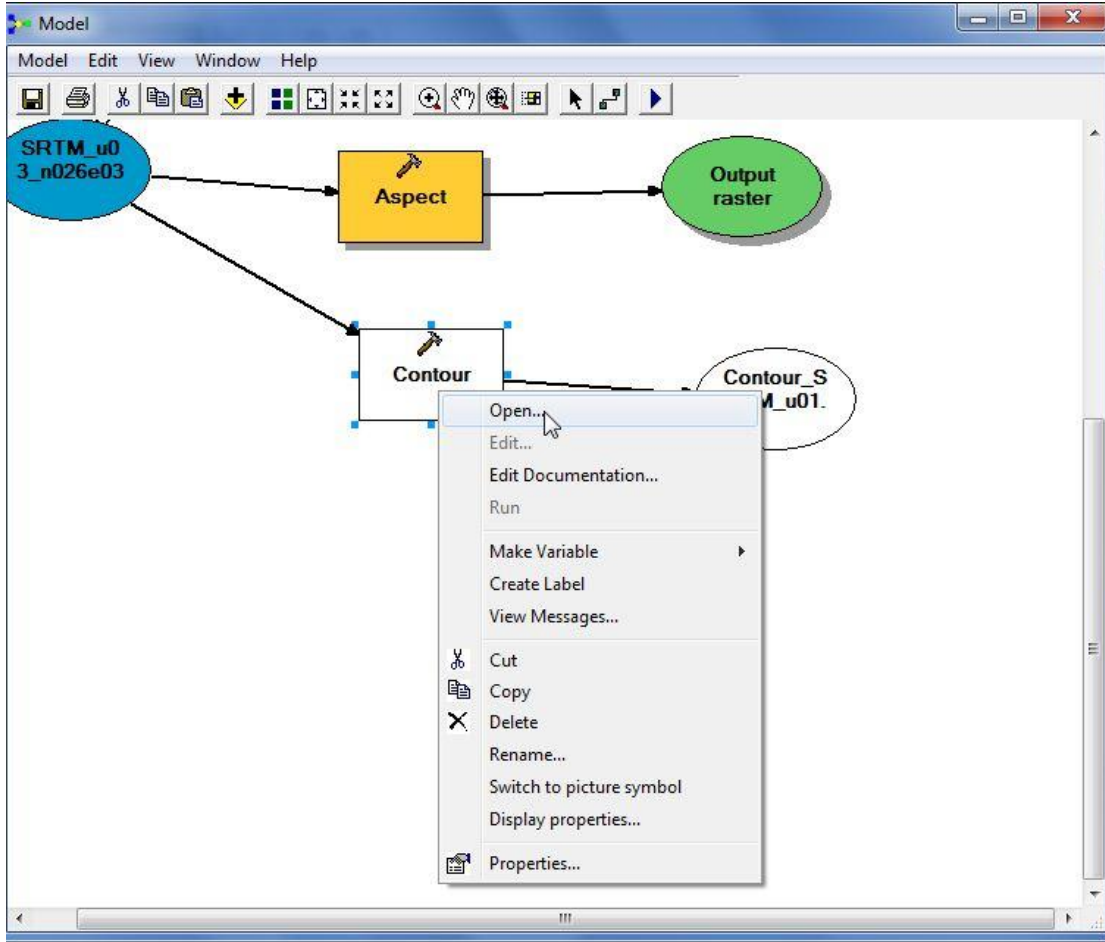 Model
Model Edit View Window Help
SRTM_u0
3_n026e03
Aspect
Output
raster
Contour
Contour_S
M_u01.
Open...
Edit...
Edit Documentation...
Run
Make Variable
Create Label
View Messages...
Cut
Copy
Delete
Rename...
Switch to picture symbol
Display properties...
Properties...